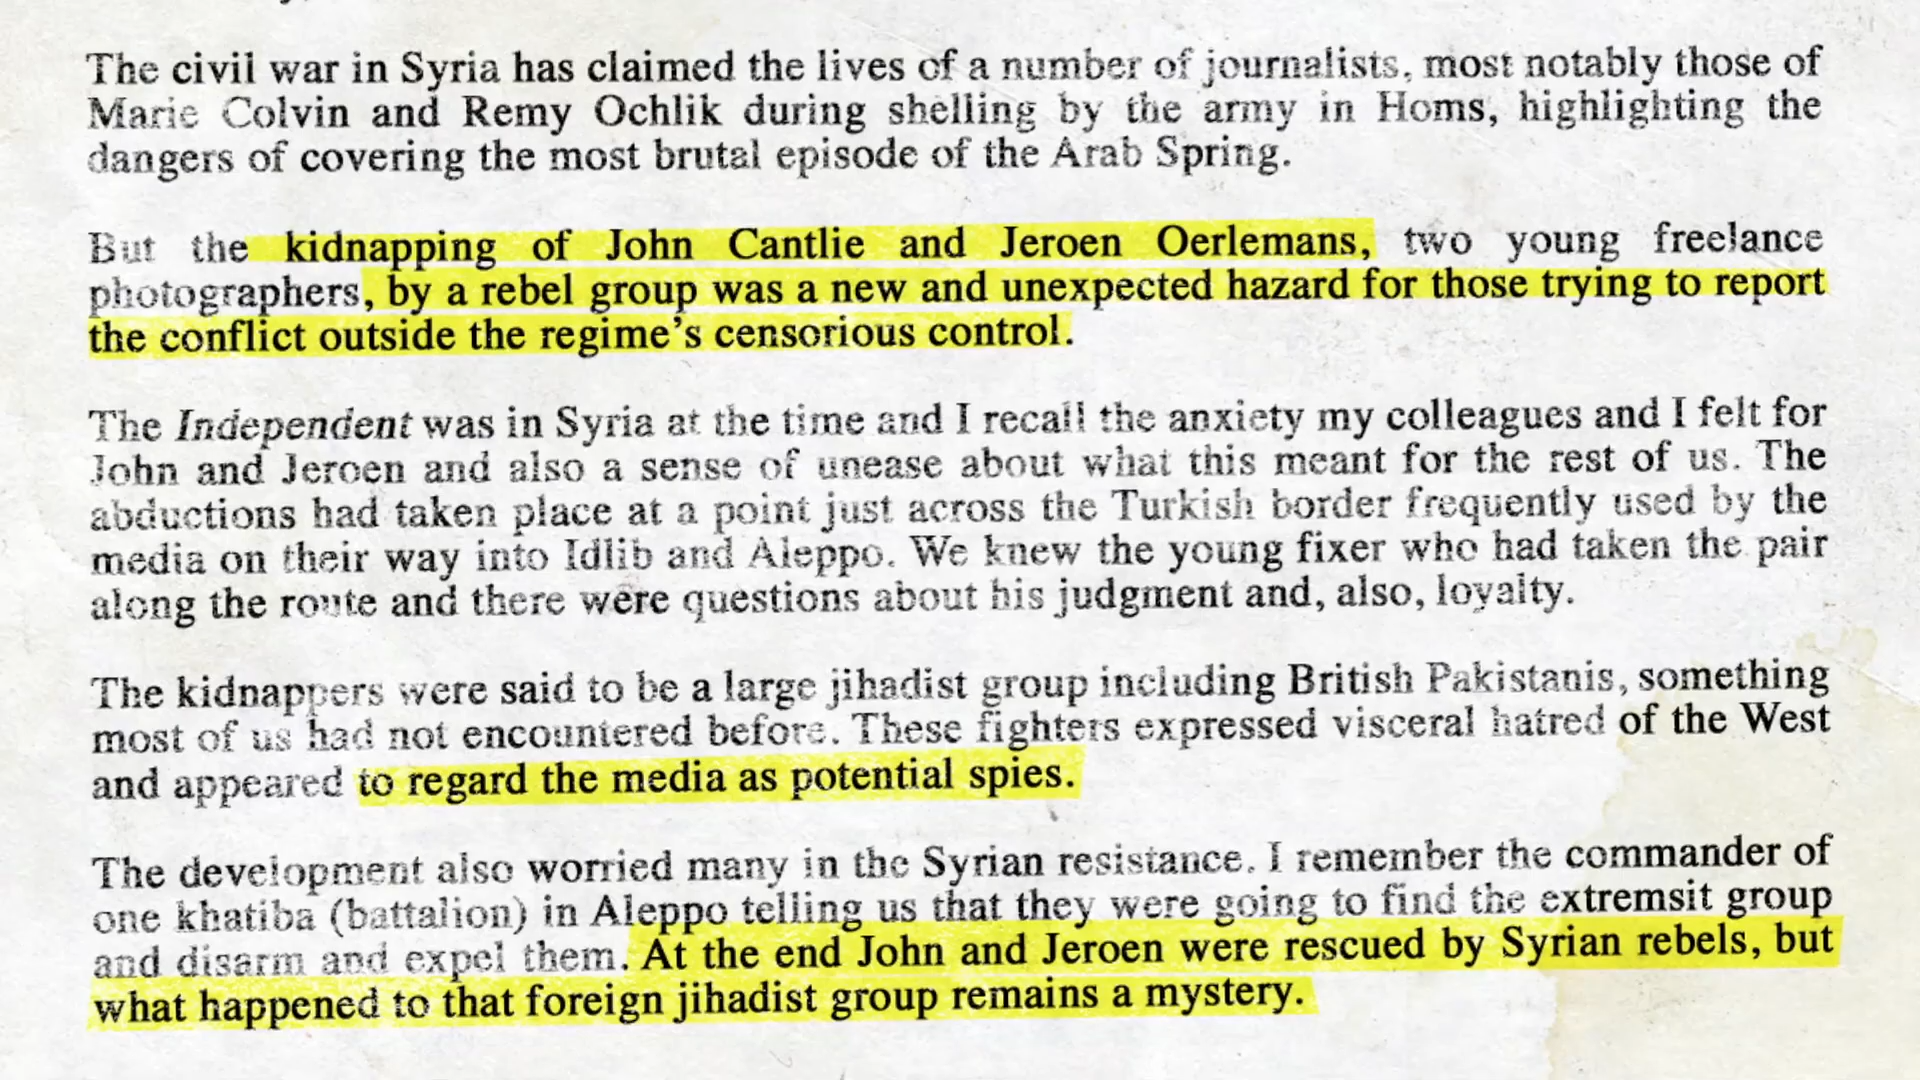 The civil war in Syria has claimed the lives of a number of journalists, most notably those of
Marie Colvin and Remy Ochlik during shelling by the army in Homs, highlighting the
dangers of covering the most brutal episode of the Arab Spring.
But the kidnapping of John Cantlie and Jeroen Oerlemans, two young freelance
photographers, by a rebel group was a new and unexpected hazard for those trying to report
the conflict outside the regime's censorious control.
The Independent was in Syria at the time and I recall the anxiety my colleagues and I felt for
John and Jeroen and also a sense of unease about what this meant for the rest of us. The
abductions had taken place at a point just across the Turkish border frequently used by the
media on their way into Idlib and Aleppo. We knew the young fixer who had taken the pair
along the route and there were questions about his judgment and, also, loyalty.
The kidnappers were said to be a large jihadist group including British Pakistanis, something
most of us had not encountered before. These fighters expressed visceral hatred of the West
and appeared to regard the media as potential spies.
The development also worried many in the Syrian resistance. I remember the commander of
one khatiba (battalion) in Aleppo telling us that they were going to find the extremsit group
and disarm and expel them. At the end John and Jeroen were rescued by Syrian rebels, but
what happened to that foreign jihadist group remains a mystery.